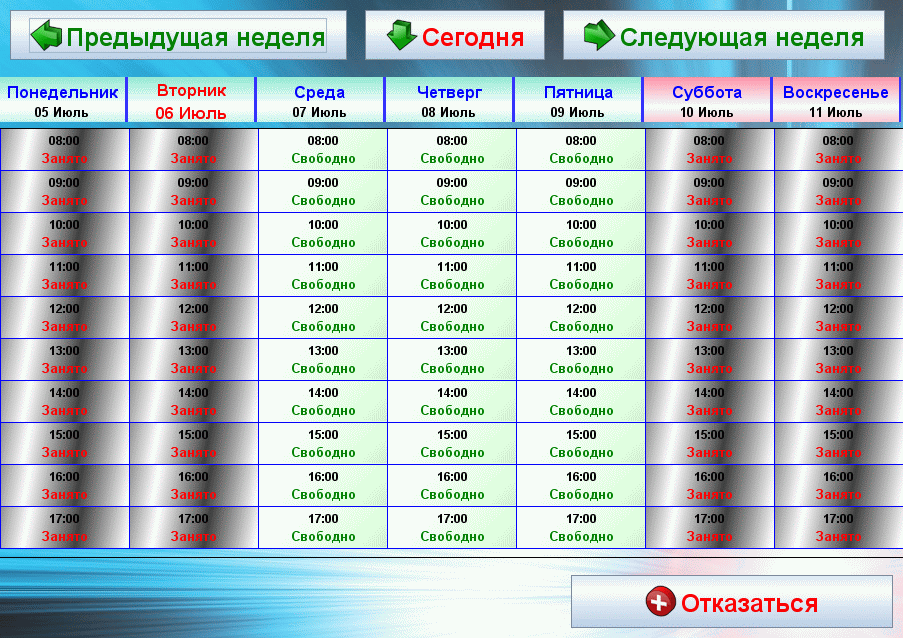 Предыдущая неделя Сегодня Следующая неделя
Понедельник Вторник Среда Четверг Пятница Суббота Воскресенье
05 Июль 06 Июль 07 Июль 08 Июль 09 Июль 10 Июль 11 Июль
08:00 08:00 08:00 08:00 08:00 08:00 08:00
Занято Занято Свободно Свободно Свободно Занято Занято
09:00 09:00 09:00 09:00 09:00 09:00 09:00
Занято Занято Свободно Свободно Свободно Занято Занято
10:00 10:00 10:00 10:00 10:00 10:00 10:00
Занято Занято Свободно Свободно Свободно Занято Занято
11:00 11:00 11:00 11:00 11:00 11:00 11:00
Занято Занято Свободно Свободно Свободно Занято Занято
12:00 12:00 12:00 12:00 12:00 12:00 12:00
Занято Занято Свободно Свободно Свободно Занято Занято
13:00 13:00 13:00 13:00 13:00 13:00 13:00
Занято Занято Свободно Свободно Свободно Занято Занято
14:00 14:00 14:00 14:00 14:00 14:00 14:00
Занято Занято Свободно Свободно Свободно Занято Занято
15:00 15:00 15:00 15:00 15:00 15:00 15:00
Занято Занято Свободно Свободно Свободно Занято Занято
16:00 16:00 16:00 16:00 16:00 16:00 16:00
Занято Занято Свободно Свободно Свободно Занято Занято
17:00 17:00 17:00 17:00 17:00 17:00 17:00
Занято Занято Свободно Свободно Свободно Занято Занято
Отказаться